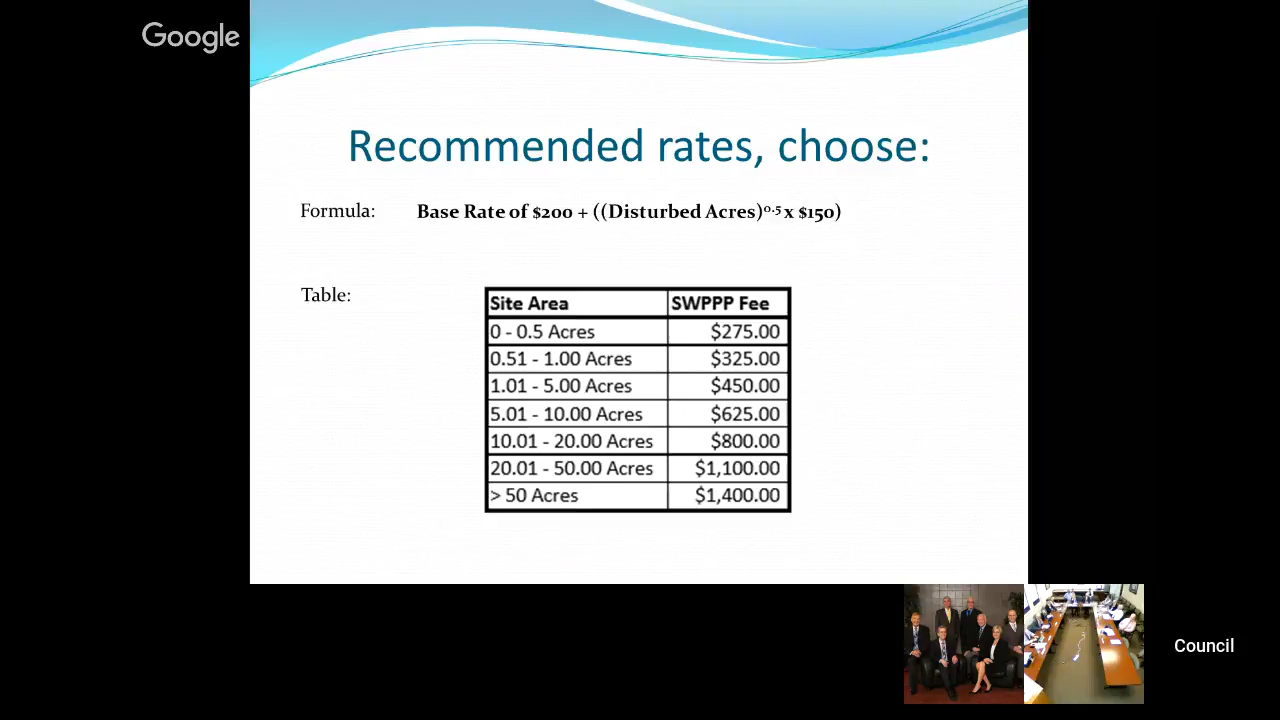 Google
Recommended rates, choose:
Formula: Base Rate of $200 + ((Disturbed Acres)^0.5 x $150)
Table:
Site Area SWPPP Fee
0 - 0.5 Acres $275.00
0.51 - 1.00 Acres $325.00
1.01 - 5.00 Acres $450.00
5.01 - 10.00 Acres $625.00
10.01 - 20.00 Acres $800.00
20.01 - 50.00 Acres $1,100.00
> 50 Acres $1,400.00
Council